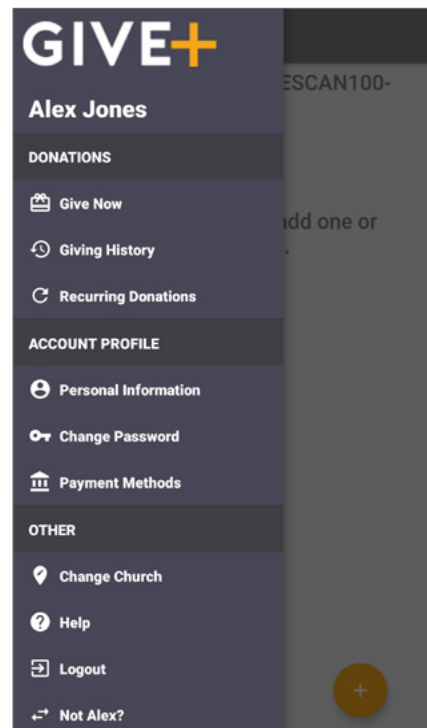 GIVE+
ESCAN100-
Alex Jones
DONATIONS
Give Now
add one or
Giving History
.
Recurring Donations
ACCOUNT PROFILE
Personal Information
Change Password
Payment Methods
OTHER
Change Church
Help
Logout
Not Alex?
+